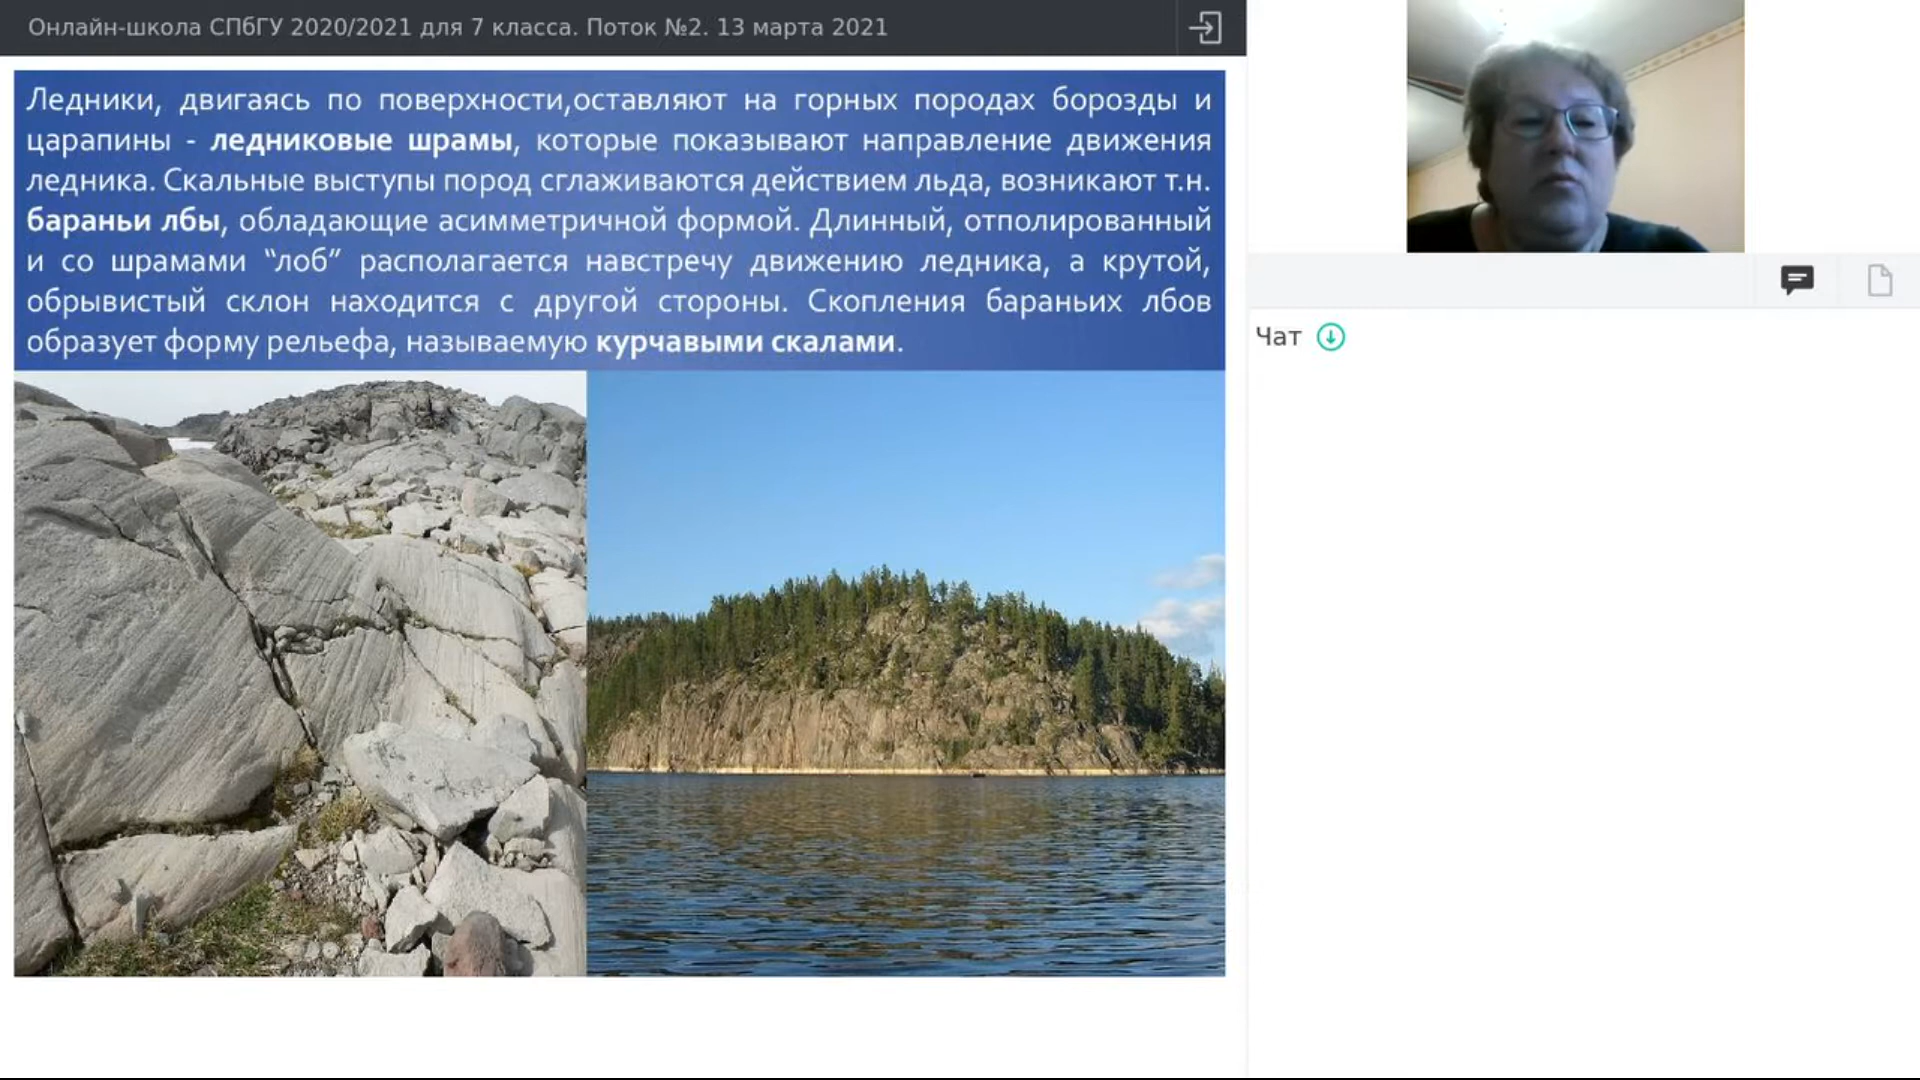 Онлайн-школа СПбГУ 2020/2021 для 7 класса. Поток №2. 13 марта 2021
Ледники, двигаясь по поверхности,оставляют на горных породах борозды и
царапины - ледниковые шрамы, которые показывают направление движения
ледника. Скальные выступы пород сглаживаются действием льда, возникают т.н.
бараньи лбы, обладающие асимметричной формой. Длинный, отполированный
и со шрамами “лоб” располагается навстречу движению ледника, а крутой,
обрывистый склон находится с другой стороны. Скопления бараньих лбов
образует форму рельефа, называемую курчавыми скалами.
Чат